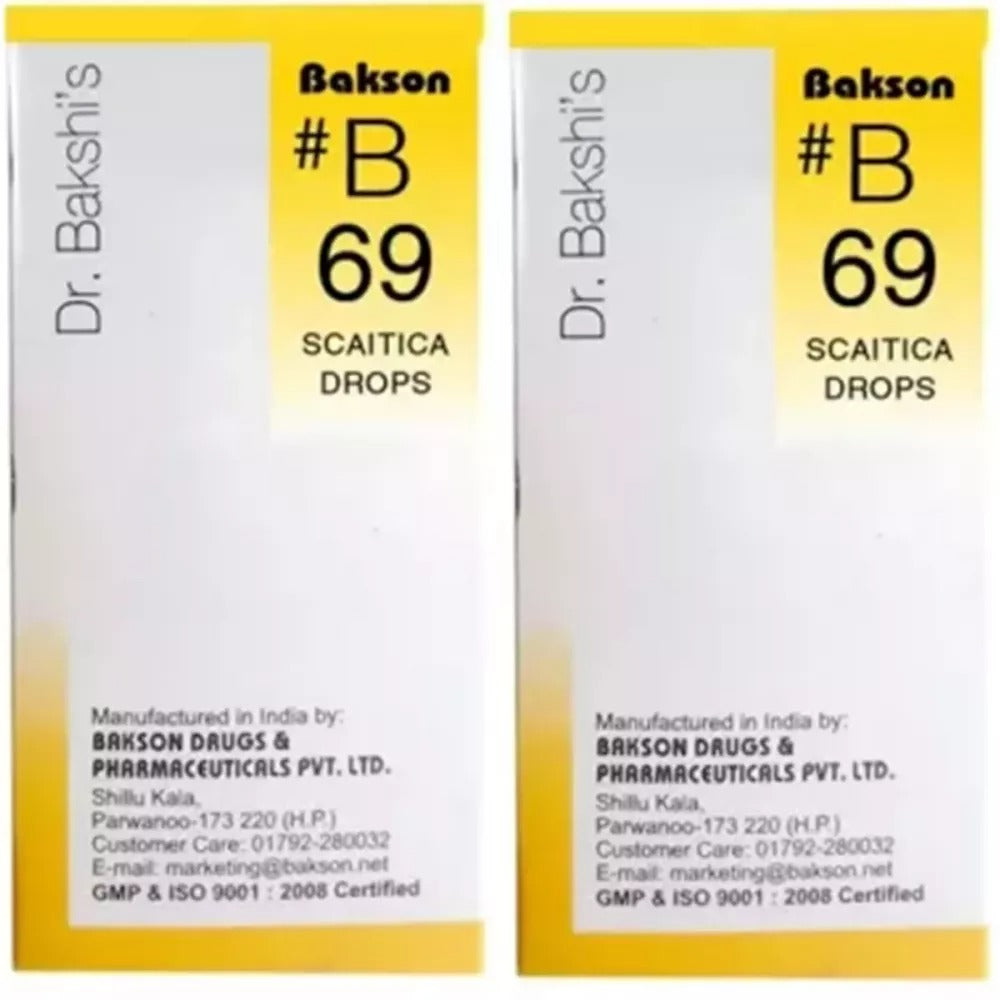 Dr. Bakshi's
Bakson
#B
69
SCAITICA
DROPS
Manufactured in India by:
BAKSON DRUGS &
PHARMACEUTICALS PVT. LTD.
Shillu Kala,
Parwanoo-173 220 (H.P.)
Customer Care: 01792-280032
E-mail: marketing@bakson.net
GMP & ISO 9001 : 2008 Certified
Dr. Bakshi's
Bakson
#B
69
SCAITICA
DROPS
Manufactured in India by:
BAKSON DRUGS &
PHARMACEUTICALS PVT. LTD.
Shillu Kala,
Parwanoo-173 220 (H.P.)
Customer Care: 01792-280032
E-mail: marketing@bakson.net
GMP & ISO 9001 : 2008 Certified